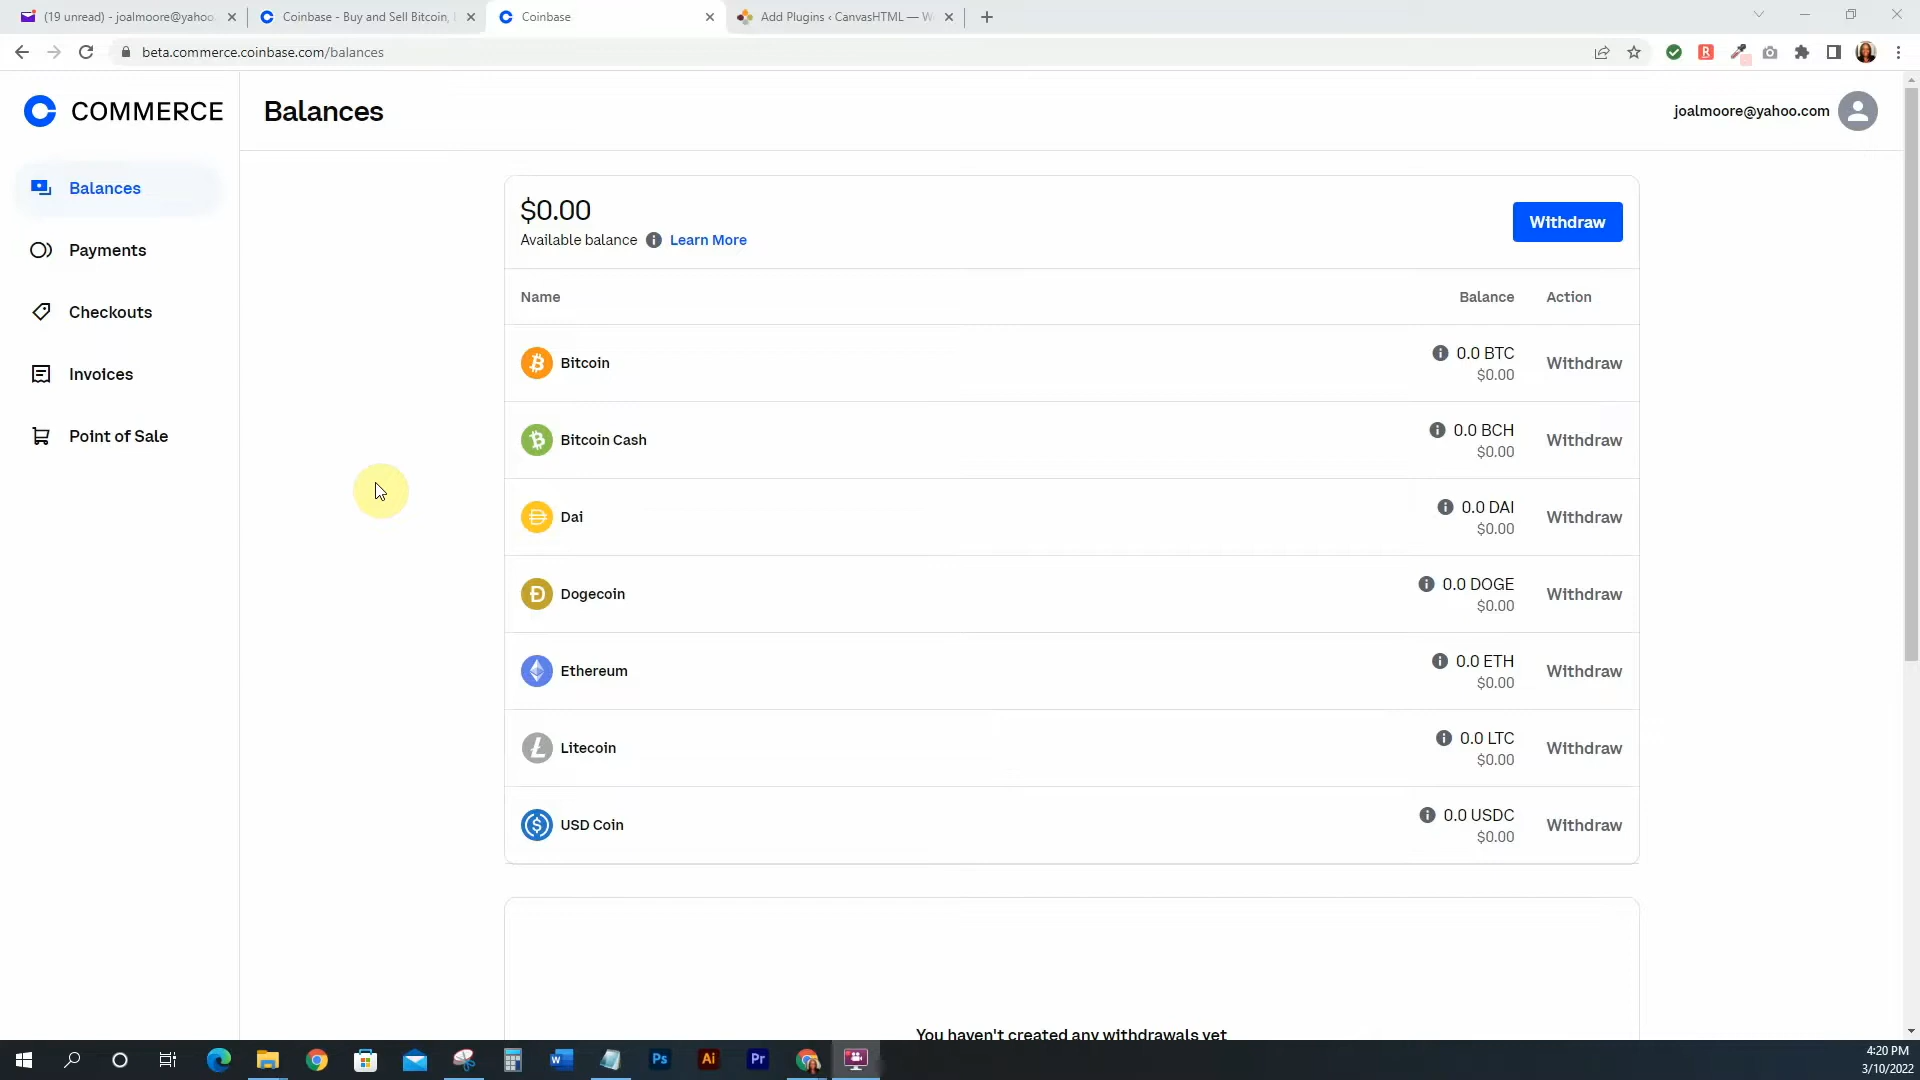 (19 unread) - joalmoore@yahoo.
Coinbase - Buy and Sell Bitcoin,
Coinbase
Add Plugins ‹ CanvasHTML — W
beta.commerce.coinbase.com/balances
COMMERCE
Balances
joalmoore@yahoo.com
Balances
Payments
Checkouts
Invoices
Point of Sale
$0.00
Available balance
Learn More
Withdraw
Name
Balance
Action
Bitcoin
0.0 BTC
$0.00
Withdraw
Bitcoin Cash
0.0 BCH
$0.00
Withdraw
Dai
0.0 DAI
$0.00
Withdraw
Dogecoin
0.0 DOGE
$0.00
Withdraw
Ethereum
0.0 ETH
$0.00
Withdraw
Litecoin
0.0 LTC
$0.00
Withdraw
USD Coin
0.0 USDC
$0.00
Withdraw
You haven't created any withdrawals yet
Ps
Ai
Pr
4:20 PM
3/10/2022